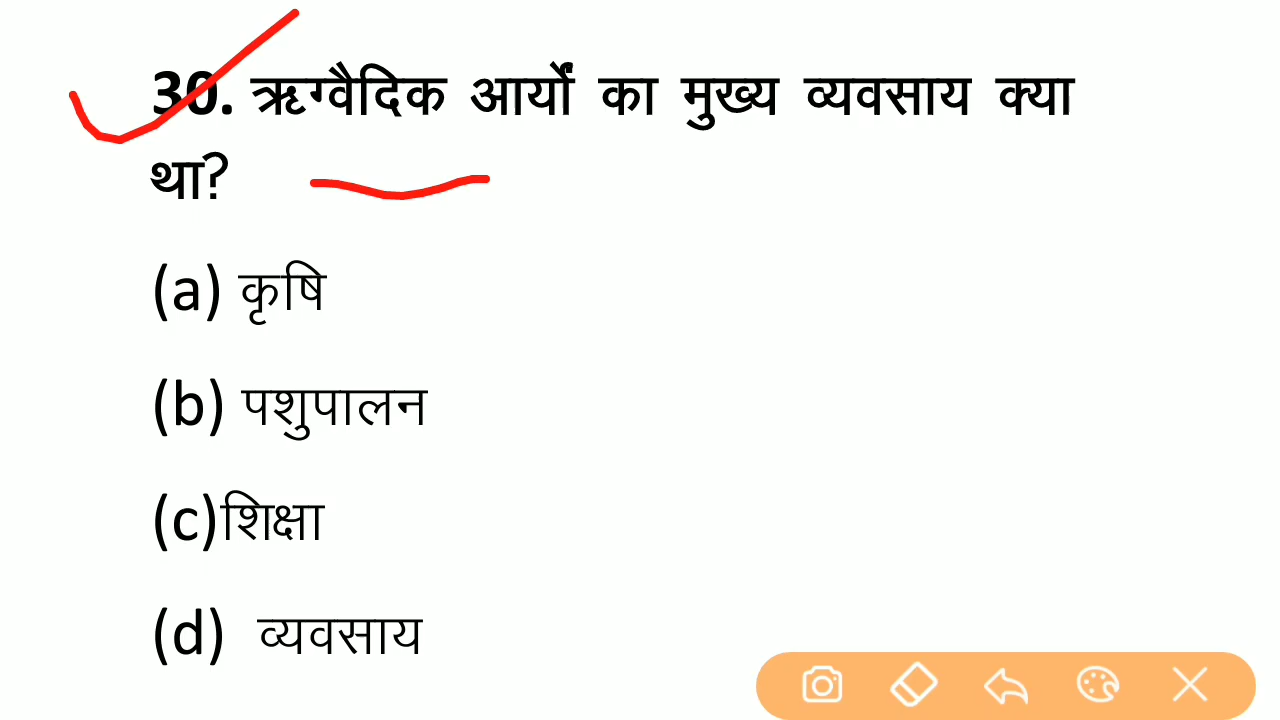 30. ऋग्वैदिक आर्यों का मुख्य व्यवसाय क्या
था?
(a) कृषि
(b) पशुपालन
(c)शिक्षा
(d) व्यवसाय